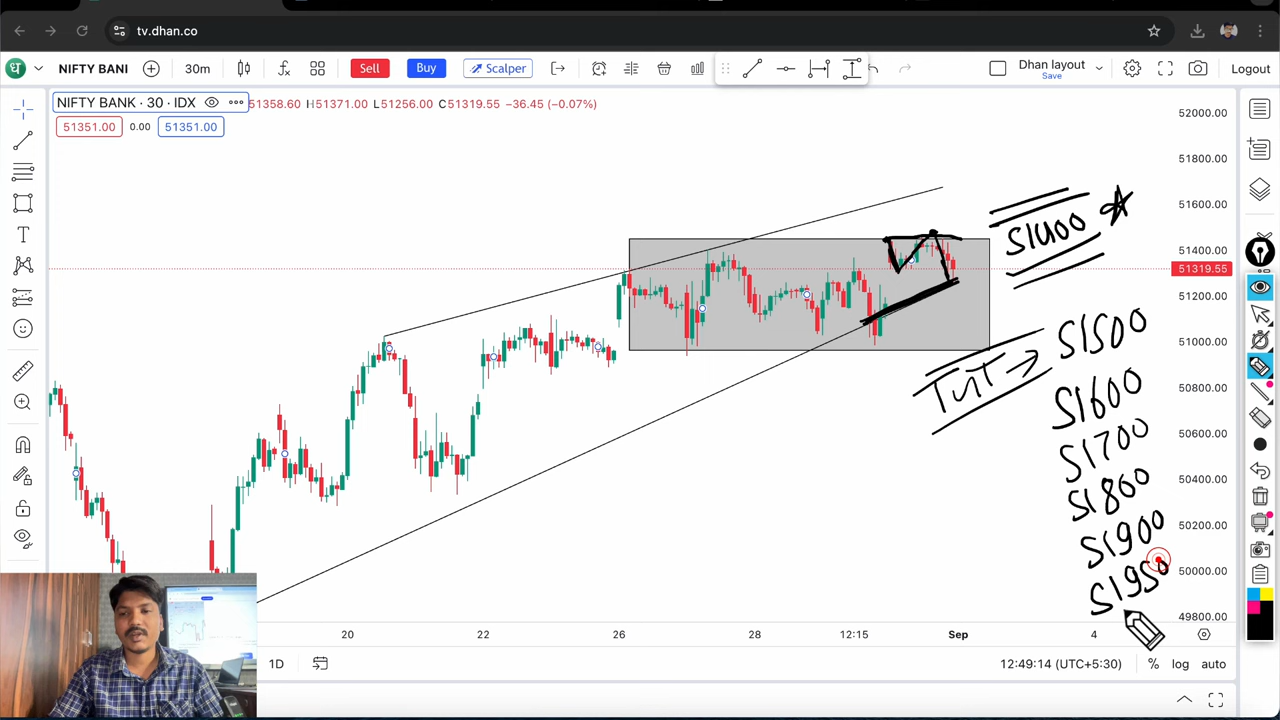 tv.dhan.co
NIFTY BANI
30m
Sell
Buy
Scalper
Dhan layout
Save
Logout
NIFTY BANK · 30 · IDX
51358.60 H51371.00 L51256.00 C51319.55 −36.45 (−0.07%)
51351.00
0.00
51351.00
52000.00
51800.00
51600.00
51400.00
51319.55
51200.00
51000.00
50800.00
50600.00
50400.00
50200.00
50000.00
49800.00
51400
51500
51600
51700
51800
51900
51950
20
22
26
28
12:15
Sep
4
1D
12:49:14 (UTC+5:30)
%
log
auto